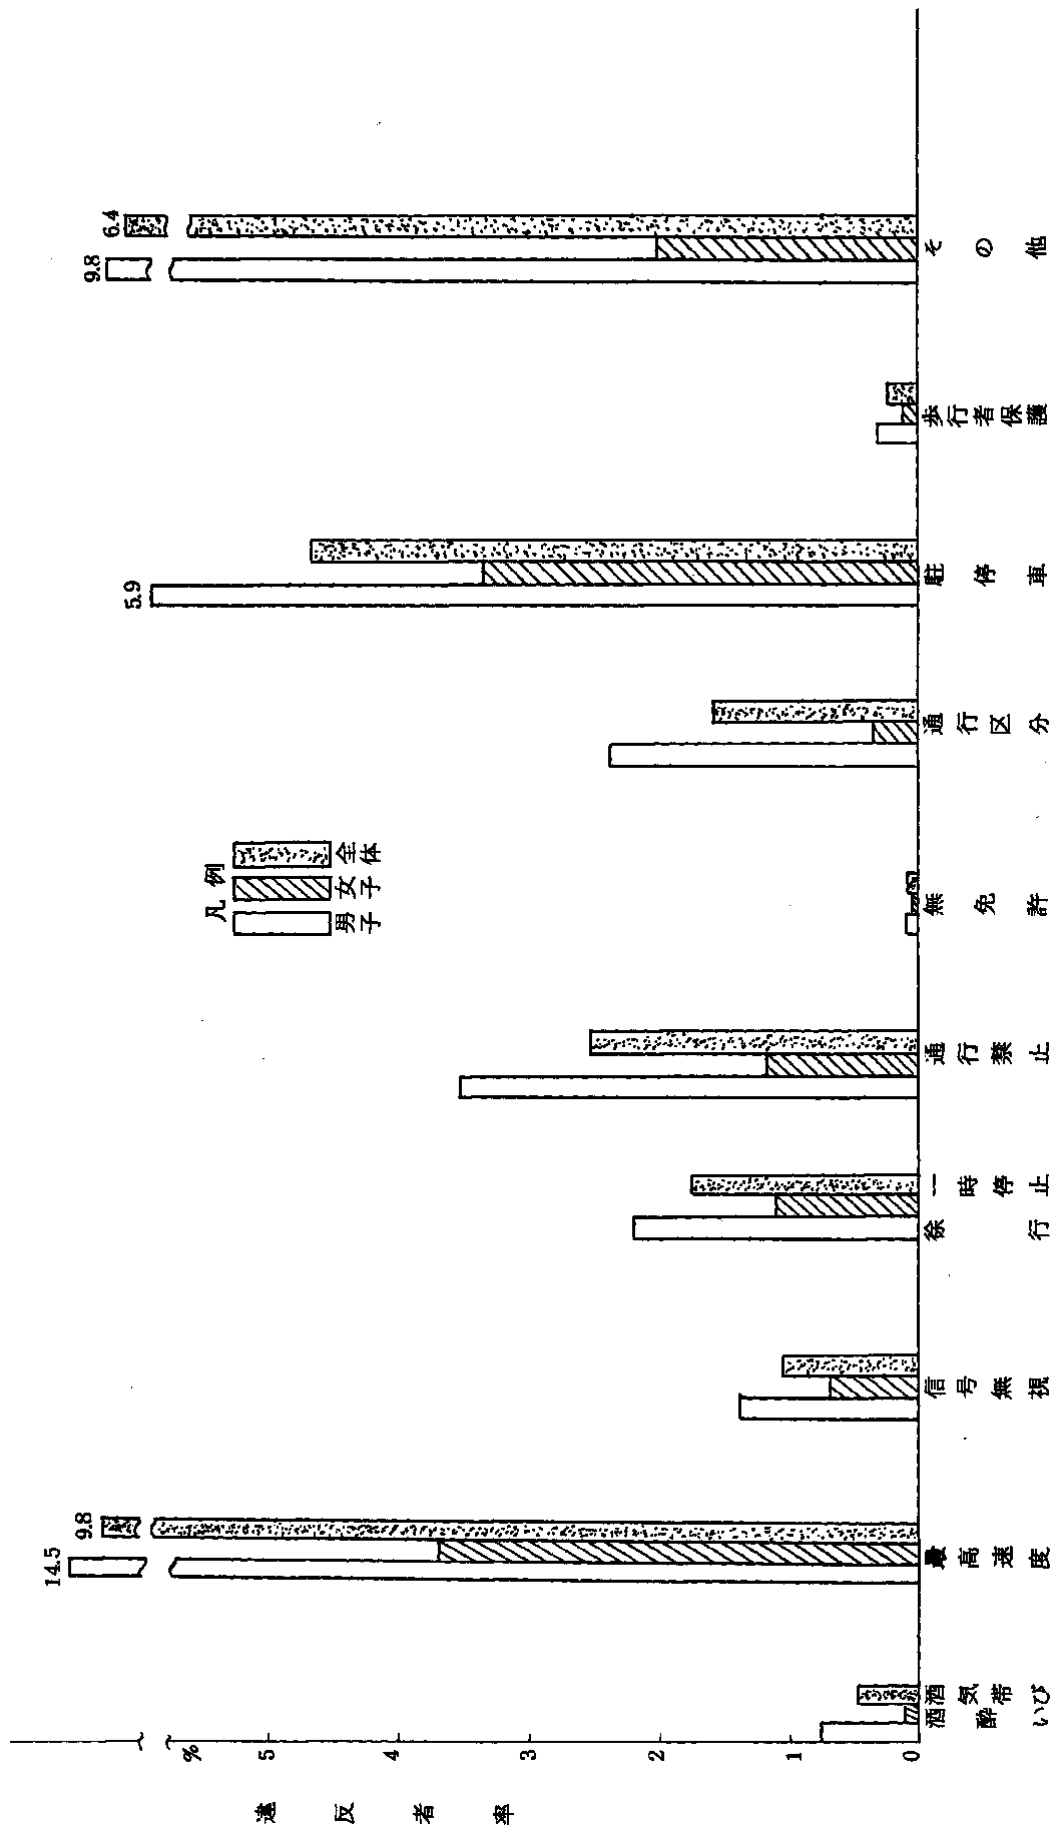 違反者率
%
5
4
3
2
1
0
凡例
男子
女子
全体
14.5
9.8
5.9
9.8
6.4
酒酔い
酒気帯び
最高速度
信号無視
徐行
一時停止
通行禁止
無免許
通行区分
駐停車
歩行者保護
その他